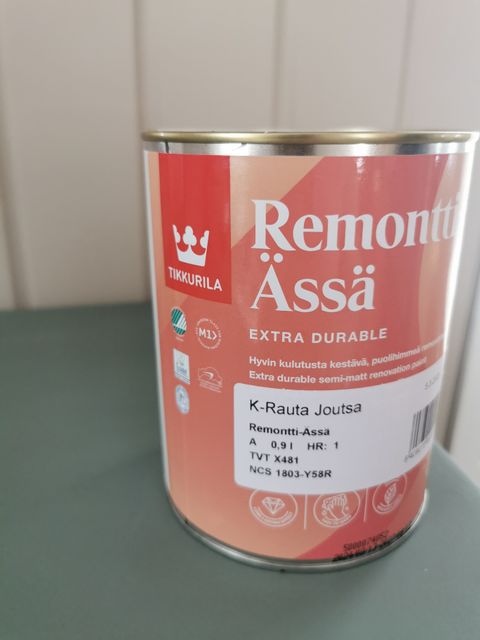 TIKKURILA
Remontti
Ässä
EXTRA DURABLE
M1
Hyvin kulutusta kestävä, puolihimmeä
Extra durable semi-matt renovation paint
K-Rauta Joutsa
Remontti-Ässä
A 0,9 l HR: 1
TVT X481
NCS 1803-Y58R